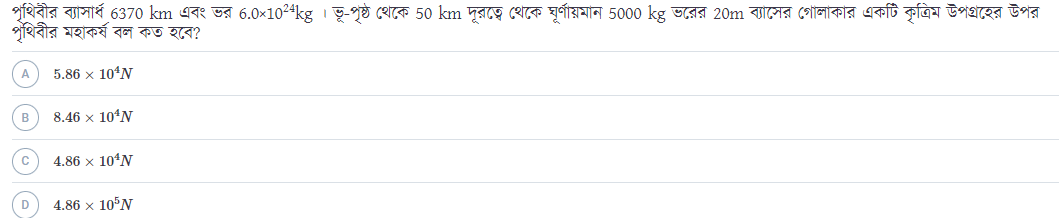 পৃথিবীর ব্যাসার্ধ 6370 km এবং ভর 6.0×10²⁴kg । ভূ-পৃষ্ঠ থেকে 50 km দূরত্বে থেকে ঘূর্ণায়মান 5000 kg ভরের 20m ব্যাসের গোলাকার একটি কৃত্রিম উপগ্রহের উপর
পৃথিবীর মহাকর্ষ বল কত হবে?
A 5.86 × 10⁴N
B 8.46 × 10⁴N
C 4.86 × 10⁴N
D 4.86 × 10⁵N